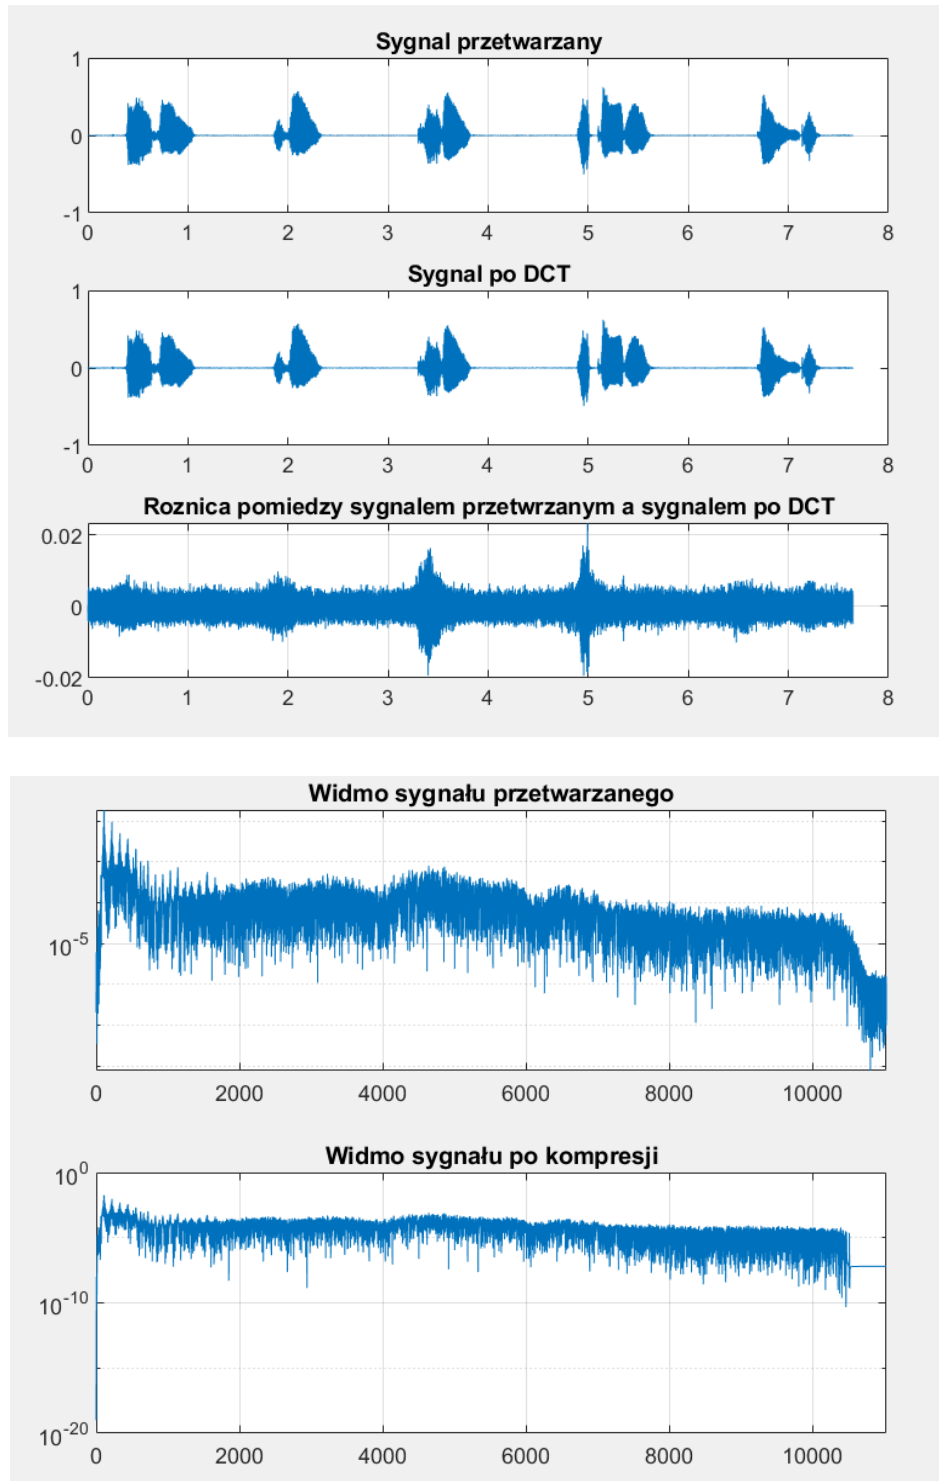 Sygnal przetwarzany
1
0
-1
0 1 2 3 4 5 6 7 8
Sygnal po DCT
1
0
-1
0 1 2 3 4 5 6 7 8
Roznica pomiedzy sygnalem przetwrzanym a sygnalem po DCT
0.02
0
-0.02
0 1 2 3 4 5 6 7 8
Widmo sygnału przetwarzanego
10^-5
0 2000 4000 6000 8000 10000
Widmo sygnału po kompresji
10^0
10^-10
10^-20
0 2000 4000 6000 8000 10000